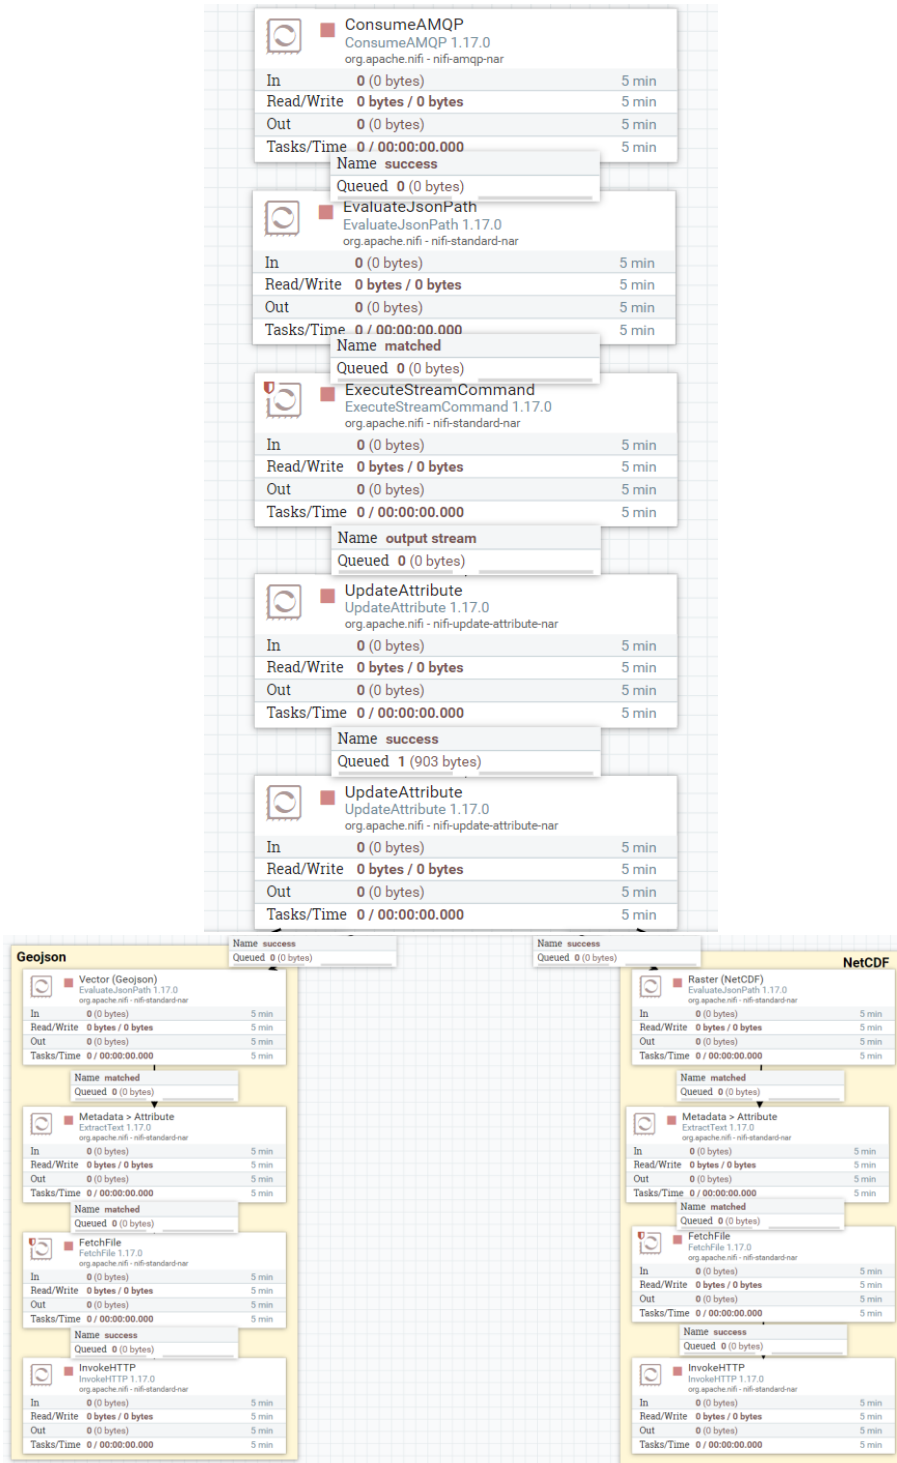 ConsumeAMQP
ConsumeAMQP 1.17.0
org.apache.nifi - nifi-amqp-nar
In 0 (0 bytes) 5 min
Read/Write 0 bytes / 0 bytes 5 min
Out 0 (0 bytes) 5 min
Tasks/Time 0 / 00:00:00.000 5 min
Name success
Queued 0 (0 bytes)
EvaluateJsonPath
EvaluateJsonPath 1.17.0
org.apache.nifi - nifi-standard-nar
In 0 (0 bytes) 5 min
Read/Write 0 bytes / 0 bytes 5 min
Out 0 (0 bytes) 5 min
Tasks/Time 0 / 00:00:00.000 5 min
Name matched
Queued 0 (0 bytes)
ExecuteStreamCommand
ExecuteStreamCommand 1.17.0
org.apache.nifi - nifi-standard-nar
In 0 (0 bytes) 5 min
Read/Write 0 bytes / 0 bytes 5 min
Out 0 (0 bytes) 5 min
Tasks/Time 0 / 00:00:00.000 5 min
Name output stream
Queued 0 (0 bytes)
UpdateAttribute
UpdateAttribute 1.17.0
org.apache.nifi - nifi-update-attribute-nar
In 0 (0 bytes) 5 min
Read/Write 0 bytes / 0 bytes 5 min
Out 0 (0 bytes) 5 min
Tasks/Time 0 / 00:00:00.000 5 min
Name success
Queued 1 (903 bytes)
UpdateAttribute
UpdateAttribute 1.17.0
org.apache.nifi - nifi-update-attribute-nar
In 0 (0 bytes) 5 min
Read/Write 0 bytes / 0 bytes 5 min
Out 0 (0 bytes) 5 min
Tasks/Time 0 / 00:00:00.000 5 min
Name success
Queued 0 (0 bytes)
Geojson
Vector (Geojson)
EvaluateJsonPath 1.17.0
org.apache.nifi - nifi-standard-nar
In 0 (0 bytes) 5 min
Read/Write 0 bytes / 0 bytes 5 min
Out 0 (0 bytes) 5 min
Tasks/Time 0 / 00:00:00.000 5 min
Name matched
Queued 0 (0 bytes)
Metadata > Attribute
ExtractText 1.17.0
org.apache.nifi - nifi-standard-nar
In 0 (0 bytes) 5 min
Read/Write 0 bytes / 0 bytes 5 min
Out 0 (0 bytes) 5 min
Tasks/Time 0 / 00:00:00.000 5 min
Name matched
Queued 0 (0 bytes)
FetchFile
FetchFile 1.17.0
org.apache.nifi - nifi-standard-nar
In 0 (0 bytes) 5 min
Read/Write 0 bytes / 0 bytes 5 min
Out 0 (0 bytes) 5 min
Tasks/Time 0 / 00:00:00.000 5 min
Name success
Queued 0 (0 bytes)
InvokeHTTP
InvokeHTTP 1.17.0
org.apache.nifi - nifi-standard-nar
In 0 (0 bytes) 5 min
Read/Write 0 bytes / 0 bytes 5 min
Out 0 (0 bytes) 5 min
Tasks/Time 0 / 00:00:00.000 5 min
Name success
Queued 0 (0 bytes)
NetCDF
Raster (NetCDF)
EvaluateJsonPath 1.17.0
org.apache.nifi - nifi-standard-nar
In 0 (0 bytes) 5 min
Read/Write 0 bytes / 0 bytes 5 min
Out 0 (0 bytes) 5 min
Tasks/Time 0 / 00:00:00.000 5 min
Name matched
Queued 0 (0 bytes)
Metadata > Attribute
ExtractText 1.17.0
org.apache.nifi - nifi-standard-nar
In 0 (0 bytes) 5 min
Read/Write 0 bytes / 0 bytes 5 min
Out 0 (0 bytes) 5 min
Tasks/Time 0 / 00:00:00.000 5 min
Name matched
Queued 0 (0 bytes)
FetchFile
FetchFile 1.17.0
org.apache.nifi - nifi-standard-nar
In 0 (0 bytes) 5 min
Read/Write 0 bytes / 0 bytes 5 min
Out 0 (0 bytes) 5 min
Tasks/Time 0 / 00:00:00.000 5 min
Name success
Queued 0 (0 bytes)
InvokeHTTP
InvokeHTTP 1.17.0
org.apache.nifi - nifi-standard-nar
In 0 (0 bytes) 5 min
Read/Write 0 bytes / 0 bytes 5 min
Out 0 (0 bytes) 5 min
Tasks/Time 0 / 00:00:00.000 5 min